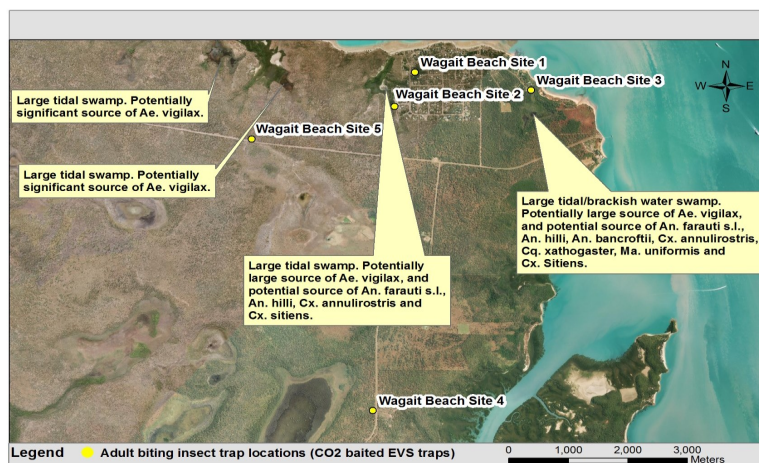 Wagait Beach Site 1
Wagait Beach Site 3
N
W E
S
Large tidal swamp. Potentially
significant source of Ae. vigilax.
Wagait Beach Site 2
Wagait Beach Site 5
Large tidal swamp. Potentially
significant source of Ae. vigilax.
Large tidal/brackish water swamp.
Potentially large source of Ae. vigilax,
and potential source of An. farauti s.l.,
An. hilli, An. bancroftii, Cx. annulirostris,
Cq. xathogaster, Ma. uniformis and
Cx. Sitiens.
Large tidal swamp. Potentially
large source of Ae. vigilax, and
potential source of An. farauti s.l.,
An. hilli, Cx. annulirostris and
Cx. sitiens.
Wagait Beach Site 4
Legend
Adult biting insect trap locations (CO2 baited EVS traps)
0 1,000 2,000 3,000
Meters